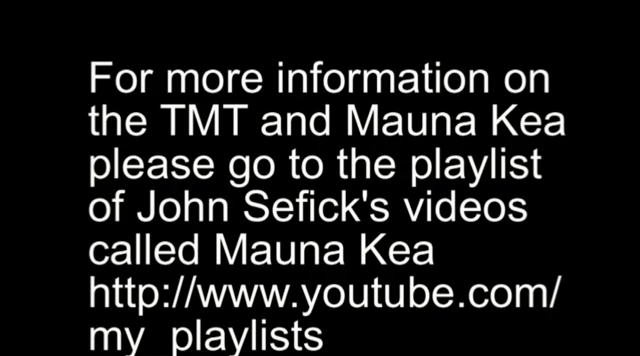 For more information on
the TMT and Mauna Kea
please go to the playlist
of John Sefick's videos
called Mauna Kea
http://www.youtube.com/
my_playlists